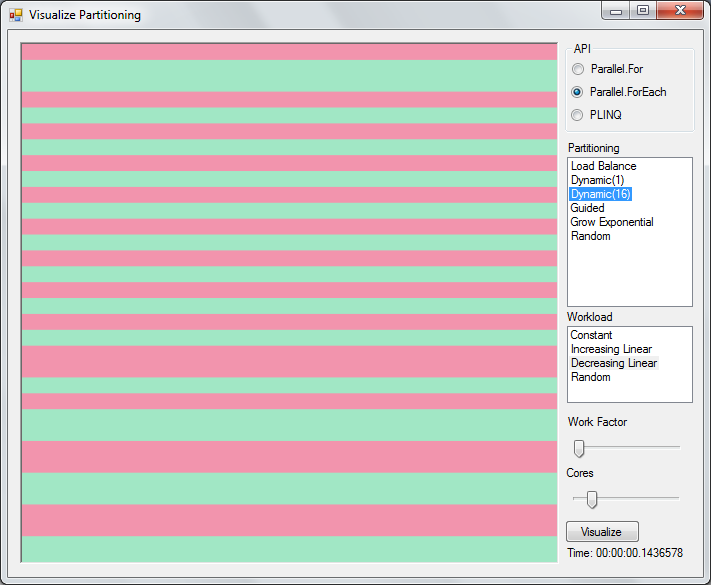 Visualize Partitioning
API
Parallel.For
Parallel.ForEach
PLINQ
Partitioning
Load Balance
Dynamic(1)
Dynamic(16)
Guided
Grow Exponential
Random
Workload
Constant
Increasing Linear
Decreasing Linear
Random
Work Factor
Cores
Visualize
Time: 00:00:00.1436578